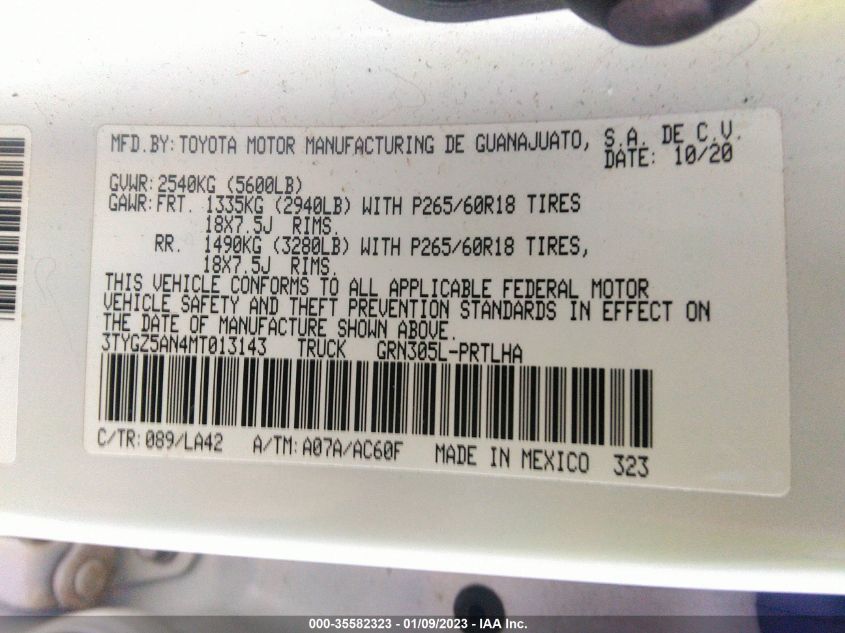 MFD.BY:TOYOTA MOTOR MANUFACTURING DE GUANAJUATO, S.A. DE C.V.
DATE: 10/20
GVWR:2540KG (5600LB)
GAWR:FRT. 1335KG (2940LB) WITH P265/60R18 TIRES
18X7.5J RIMS.
RR. 1490KG (3280LB) WITH P265/60R18 TIRES,
18X7.5J RIMS.
THIS VEHICLE CONFORMS TO ALL APPLICABLE FEDERAL MOTOR
VEHICLE SAFETY AND THEFT PREVENTION STANDARDS IN EFFECT ON
THE DATE OF MANUFACTURE SHOWN ABOVE.
3TYGZ5AN4MT013143 TRUCK GRN305L-PRTLHA
C/TR:089/LA42 A/TM:A07A/AC60F MADE IN MEXICO 323
000-35582323 - 01/09/2023 - IAA Inc.